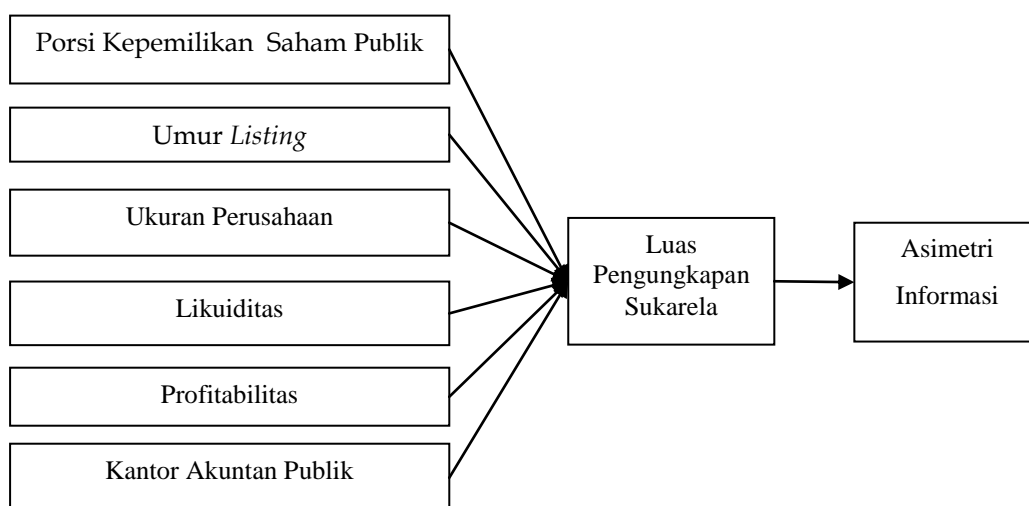 Porsi Kepemilikan Saham Publik
Umur Listing
Ukuran Perusahaan
Likuiditas
Profitabilitas
Kantor Akuntan Publik
Luas
Pengungkapan
Sukarela
Asimetri
Informasi